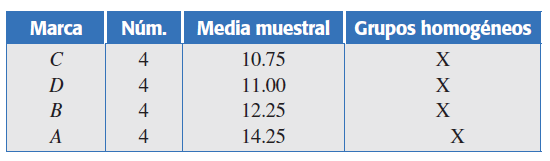 Marca Núm. Media muestral Grupos homogéneos
C 4 10.75 X
D 4 11.00 X
B 4 12.25 X
A 4 14.25 X